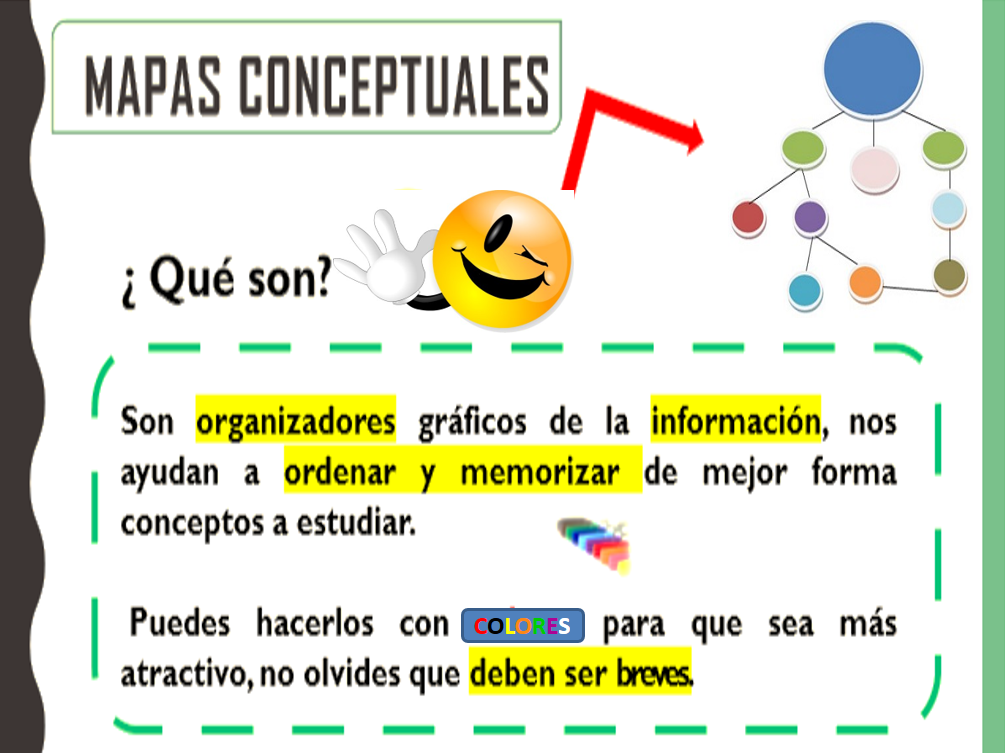 MAPAS CONCEPTUALES
¿ Qué son?
Son organizadores gráficos de la información, nos
ayudan a ordenar y memorizar de mejor forma
conceptos a estudiar.
Puedes hacerlos con COLORES para que sea más
atractivo, no olvides que deben ser breves.